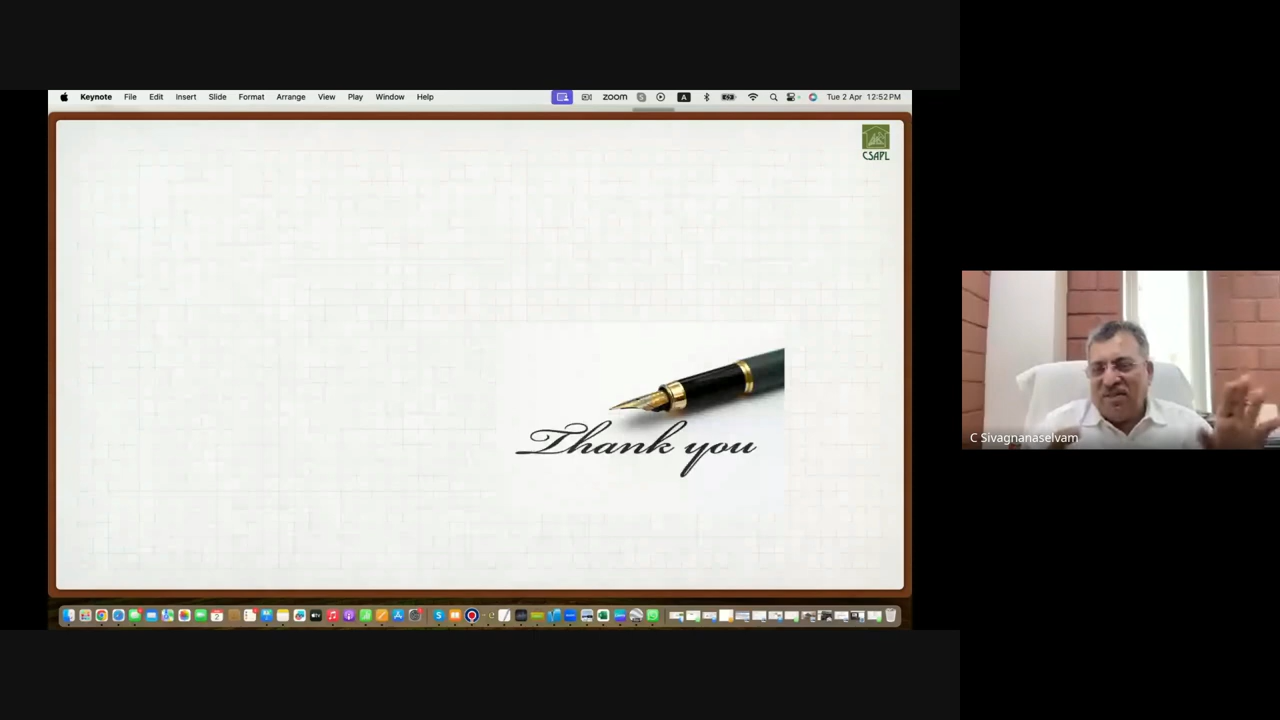 Keynote File Edit Insert Slide Format Arrange View Play Window Help zoom A Tue 2 Apr 12:52 PM
CSAPL
Thank you
C Sivagnanaselvam